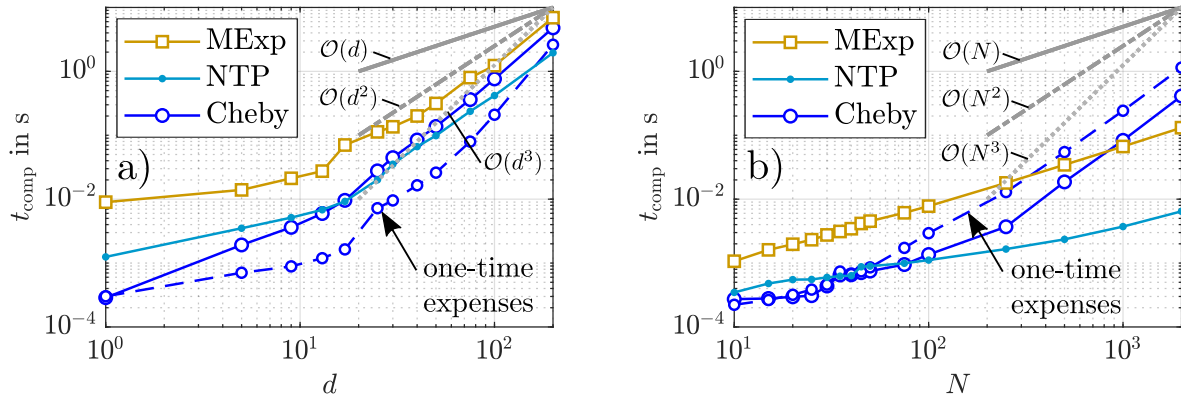 MExp
NTP
Cheby
O(d)
O(d²)
O(d³)
a)
one-time
expenses
t_comp in s
10⁰
10⁻²
10⁻⁴
10⁰ 10¹ 10²
d
MExp
NTP
Cheby
O(N)
O(N²)
O(N³)
b)
one-time
expenses
t_comp in s
10⁰
10⁻²
10⁻⁴
10¹ 10² 10³
N